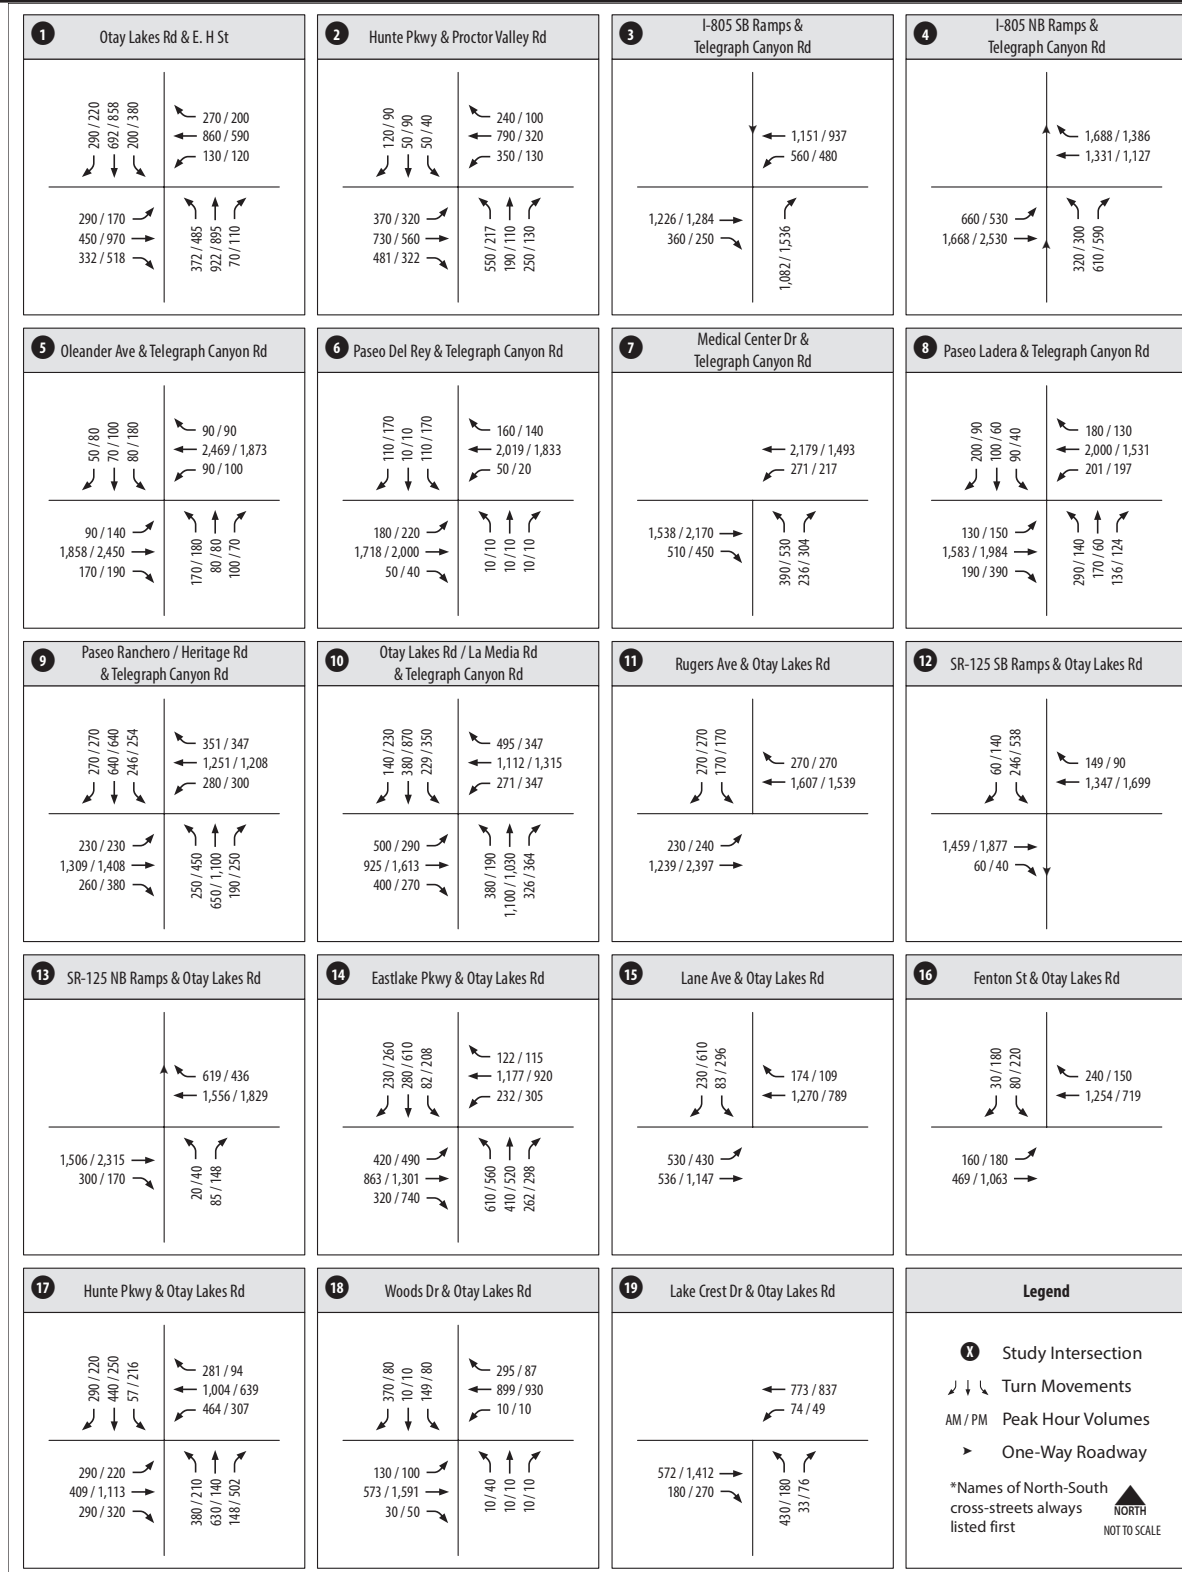 1
Otay Lakes Rd & E. H St
290 / 220
692 / 858
200 / 380
270 / 200
860 / 590
130 / 120
290 / 170
450 / 970
332 / 518
372 / 485
922 / 895
70 / 110
2
Hunte Pkwy & Proctor Valley Rd
120 / 90
50 / 90
50 / 40
240 / 100
790 / 320
350 / 130
370 / 320
730 / 560
481 / 322
550 / 217
190 / 110
250 / 130
3
I-805 SB Ramps &
Telegraph Canyon Rd
1,151 / 937
560 / 480
1,226 / 1,284
360 / 250
1,082 / 1,536
4
I-805 NB Ramps &
Telegraph Canyon Rd
1,688 / 1,386
1,331 / 1,127
660 / 530
1,668 / 2,530
320 / 300
610 / 590
5
Oleander Ave & Telegraph Canyon Rd
50 / 80
70 / 100
80 / 180
90 / 90
2,469 / 1,873
90 / 100
90 / 140
1,858 / 2,450
170 / 190
170 / 180
80 / 80
100 / 70
6
Paseo Del Rey & Telegraph Canyon Rd
110 / 170
10 / 10
110 / 170
160 / 140
2,019 / 1,833
50 / 20
180 / 220
1,718 / 2,000
50 / 40
10 / 10
10 / 10
10 / 10
7
Medical Center Dr &
Telegraph Canyon Rd
2,179 / 1,493
271 / 217
1,538 / 2,170
510 / 450
390 / 530
236 / 304
8
Paseo Ladera & Telegraph Canyon Rd
200 / 90
100 / 60
90 / 40
180 / 130
2,000 / 1,531
201 / 197
130 / 150
1,583 / 1,984
190 / 390
290 / 140
170 / 60
136 / 124
9
Paseo Ranchero / Heritage Rd
& Telegraph Canyon Rd
270 / 270
640 / 640
246 / 254
351 / 347
1,251 / 1,208
280 / 300
230 / 230
1,309 / 1,408
260 / 380
250 / 450
650 / 1,100
190 / 250
10
Otay Lakes Rd / La Media Rd
& Telegraph Canyon Rd
140 / 230
380 / 870
229 / 350
495 / 347
1,112 / 1,315
271 / 347
500 / 290
925 / 1,613
400 / 270
380 / 190
1,100 / 1,030
326 / 364
11
Rugers Ave & Otay Lakes Rd
270 / 270
170 / 170
270 / 270
1,607 / 1,539
230 / 240
1,239 / 2,397
12
SR-125 SB Ramps & Otay Lakes Rd
60 / 140
246 / 538
149 / 90
1,347 / 1,699
1,459 / 1,877
60 / 40
13
SR-125 NB Ramps & Otay Lakes Rd
619 / 436
1,556 / 1,829
1,506 / 2,315
300 / 170
20 / 40
85 / 148
14
Eastlake Pkwy & Otay Lakes Rd
230 / 260
280 / 610
82 / 208
122 / 115
1,177 / 920
232 / 305
420 / 490
863 / 1,301
320 / 740
610 / 560
410 / 520
262 / 298
15
Lane Ave & Otay Lakes Rd
230 / 610
83 / 296
174 / 109
1,270 / 789
530 / 430
536 / 1,147
16
Fenton St & Otay Lakes Rd
30 / 180
80 / 220
240 / 150
1,254 / 719
160 / 180
469 / 1,063
17
Hunte Pkwy & Otay Lakes Rd
290 / 220
440 / 250
57 / 216
281 / 94
1,004 / 639
464 / 307
290 / 220
409 / 1,113
290 / 320
380 / 210
630 / 140
148 / 502
18
Woods Dr & Otay Lakes Rd
370 / 80
10 / 10
149 / 80
295 / 87
899 / 930
10 / 10
130 / 100
573 / 1,591
30 / 50
10 / 40
10 / 10
10 / 10
19
Lake Crest Dr & Otay Lakes Rd
773 / 837
74 / 49
572 / 1,412
180 / 270
430 / 180
33 / 76
Legend
X Study Intersection
Turn Movements
AM / PM Peak Hour Volumes
One-Way Roadway
*Names of North-South
cross-streets always
listed first
NORTH
NOT TO SCALE